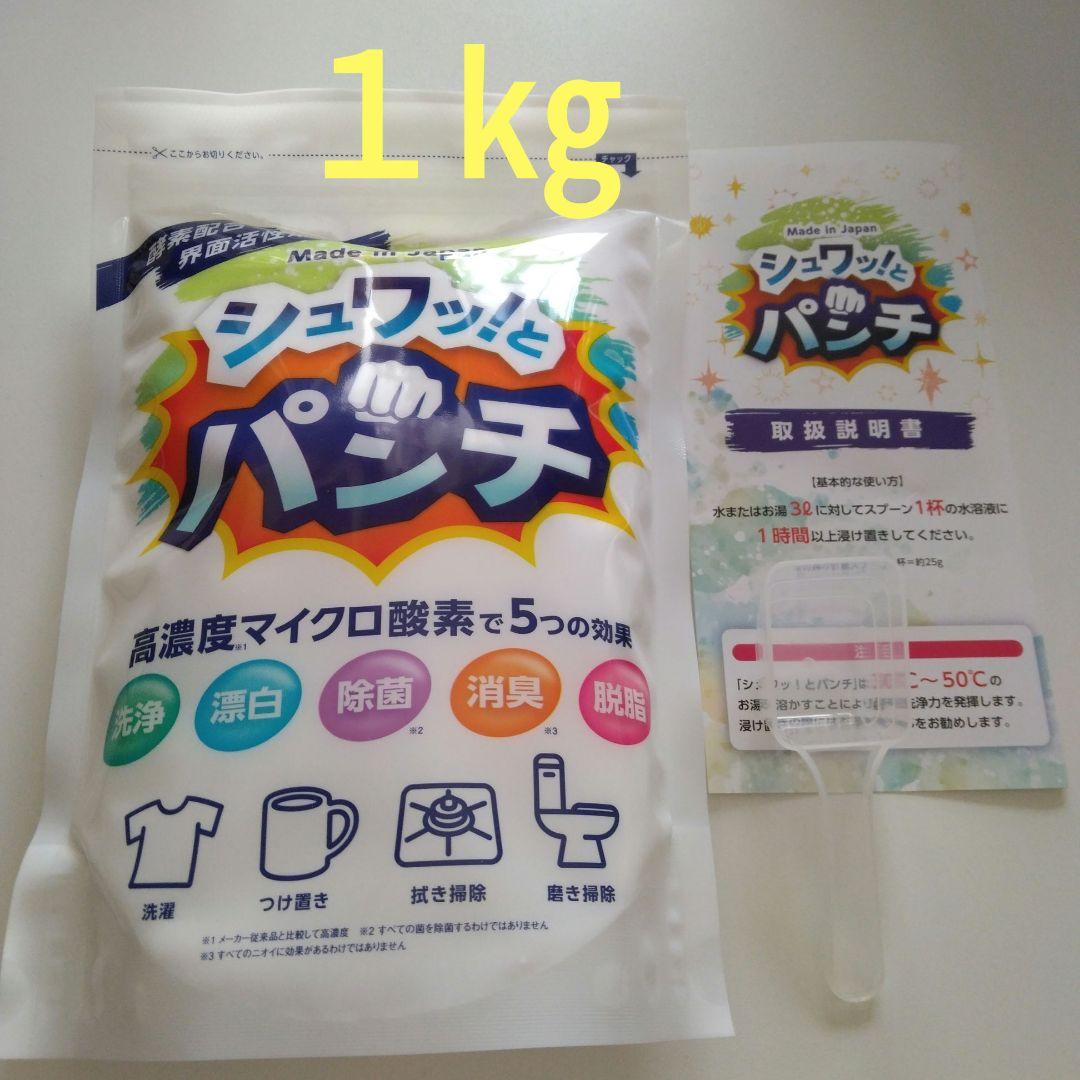 1kg
ここからお切りください。
チャック
酵素配合
界面活性
Made in Japan
シュワッ!と
パンチ
高濃度マイクロ酸素で5つの効果
※1
洗浄
漂白
除菌
消臭
脱脂
※2
※3
洗濯
つけ置き
拭き掃除
磨き掃除
※1 メーカー従来品と比較して高濃度 ※2 すべての菌を除菌するわけではありません
※3 すべてのニオイに効果があるわけではありません
Made in Japan
シュワッ!と
パンチ
取扱説明書
【基本的な使い方】
水またはお湯3ℓに対してスプーン1杯の水溶液に
1時間以上浸け置きしてください。
杯=約25g
「シュワッ!とパンチ」は ℃〜50℃の
お湯 溶かすことにより 洗浄力を発揮します。
浸け をお勧めします。